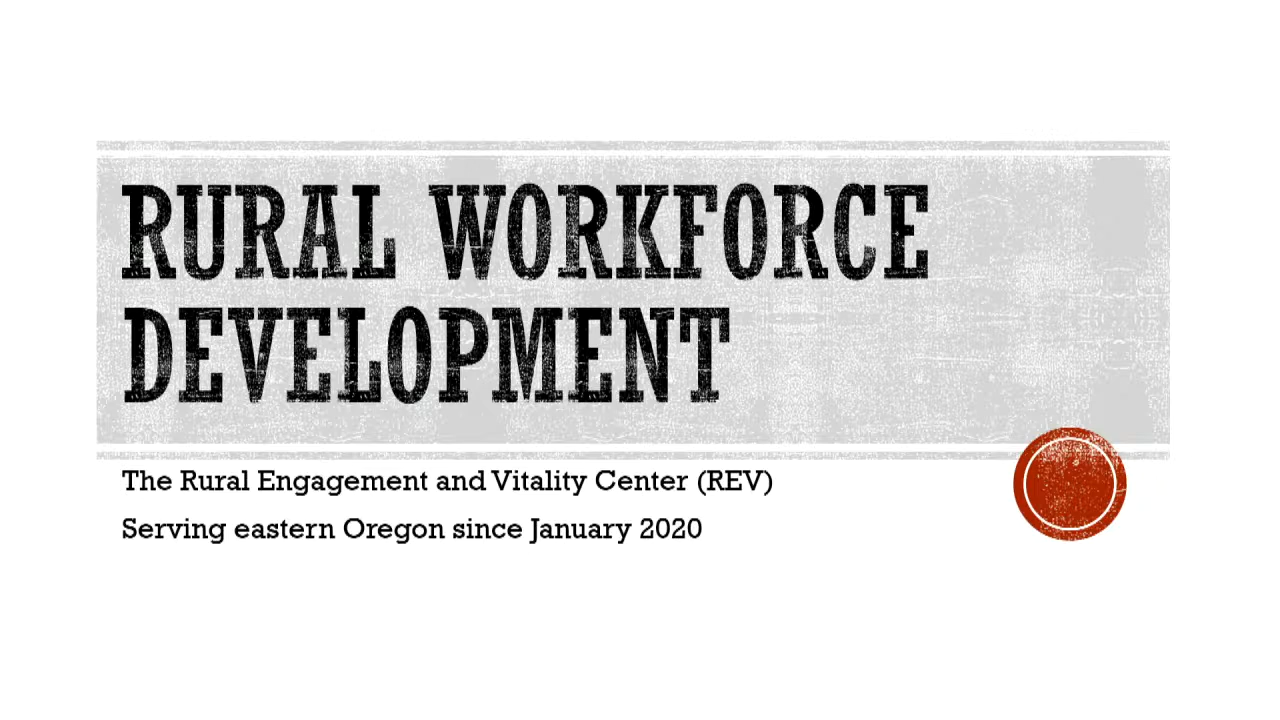 RURAL WORKFORCE
DEVELOPMENT
The Rural Engagement and Vitality Center (REV)
Serving eastern Oregon since January 2020